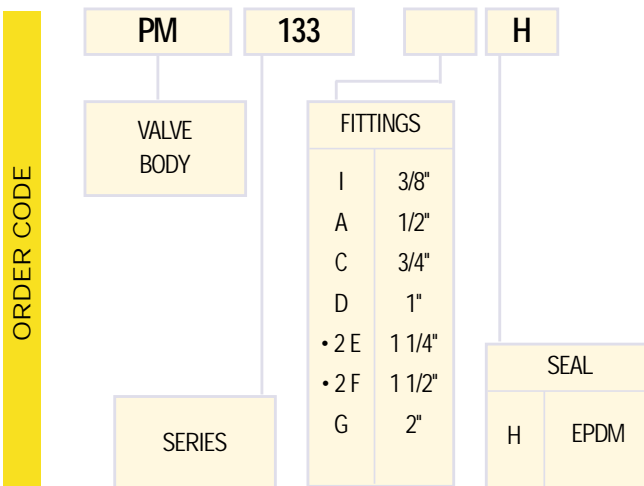 ORDER CODE
PM 133 H
VALVE
BODY
FITTINGS
I 3/8"
A 1/2"
C 3/4"
D 1"
• 2 E 1 1/4"
• 2 F 1 1/2"
G 2"
SERIES
SEAL
H EPDM